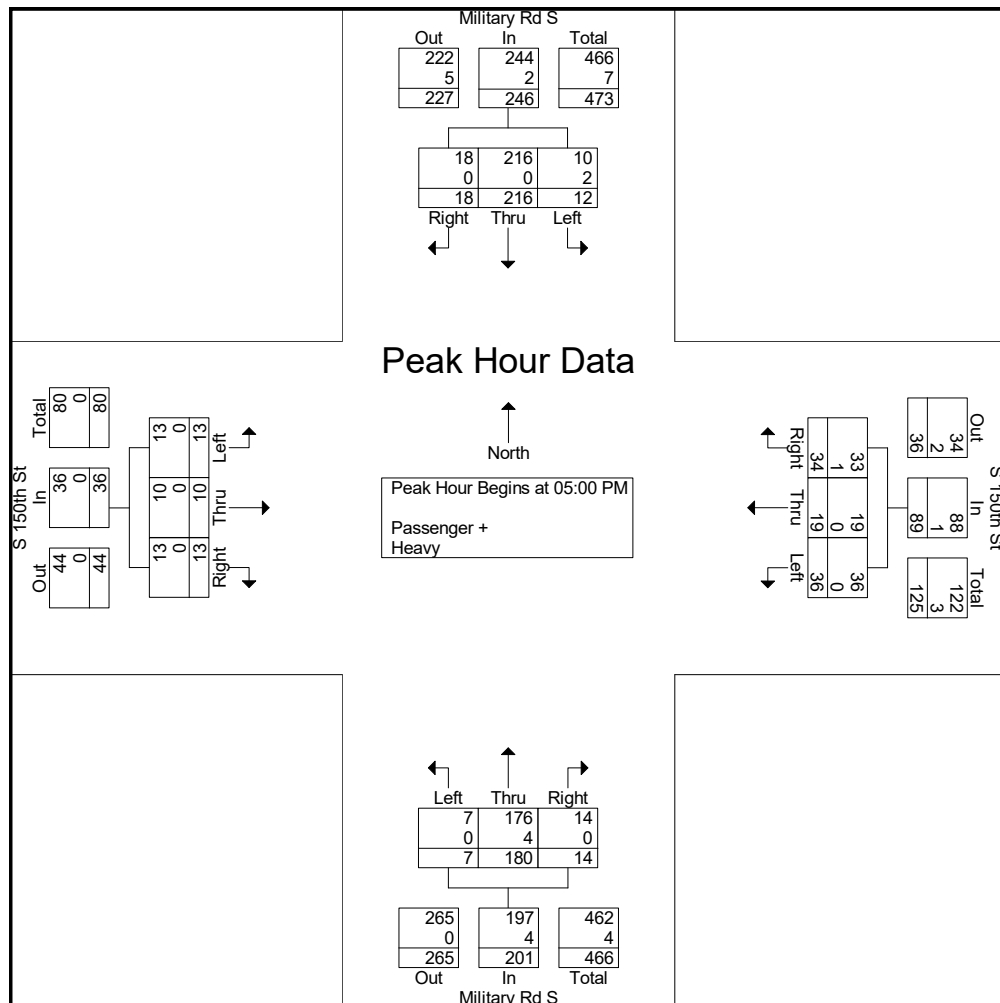 Military Rd S
Out In Total
222 244 466
5 2 7
227 246 473
18 216 10
0 0 2
18 216 12
Right Thru Left
Peak Hour Data
North
Peak Hour Begins at 05:00 PM
Passenger +
Heavy
S 150th St
Total In Out
80 36 44
0 0 0
80 36 44
13 10 13
0 0 0
13 10 13
Left Thru Right
S 150th St
Out In Total
34 88 122
2 1 3
36 89 125
33 19 36
1 0 0
34 19 36
Right Thru Left
Left Thru Right
7 176 14
0 4 0
7 180 14
265 197 462
0 4 4
265 201 466
Out In Total
Military Rd S